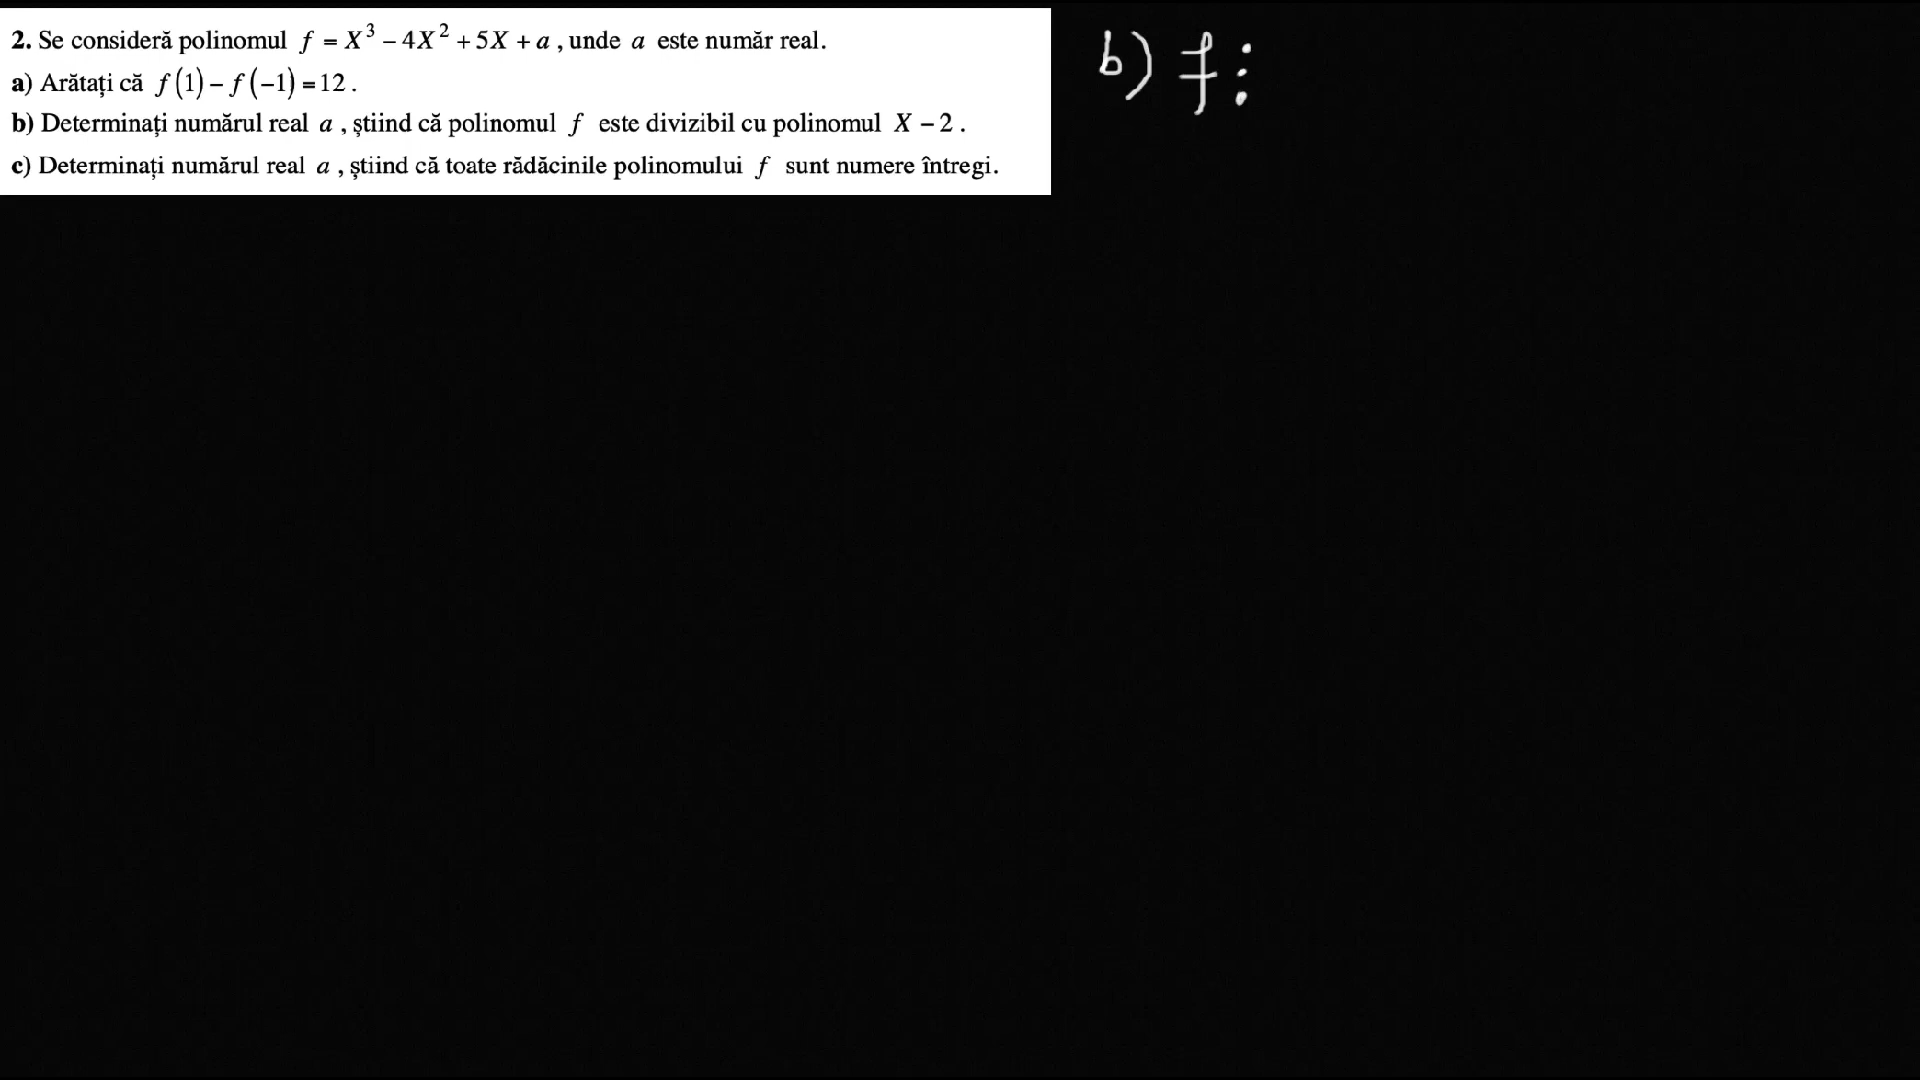 2. Se consideră polinomul f = X³ − 4X² + 5X + a , unde a este număr real.
a) Arătați că f(1) − f(−1) = 12 .
b) Determinați numărul real a , știind că polinomul f este divizibil cu polinomul X − 2 .
c) Determinați numărul real a , știind că toate rădăcinile polinomului f sunt numere întregi.
b) f ⋮